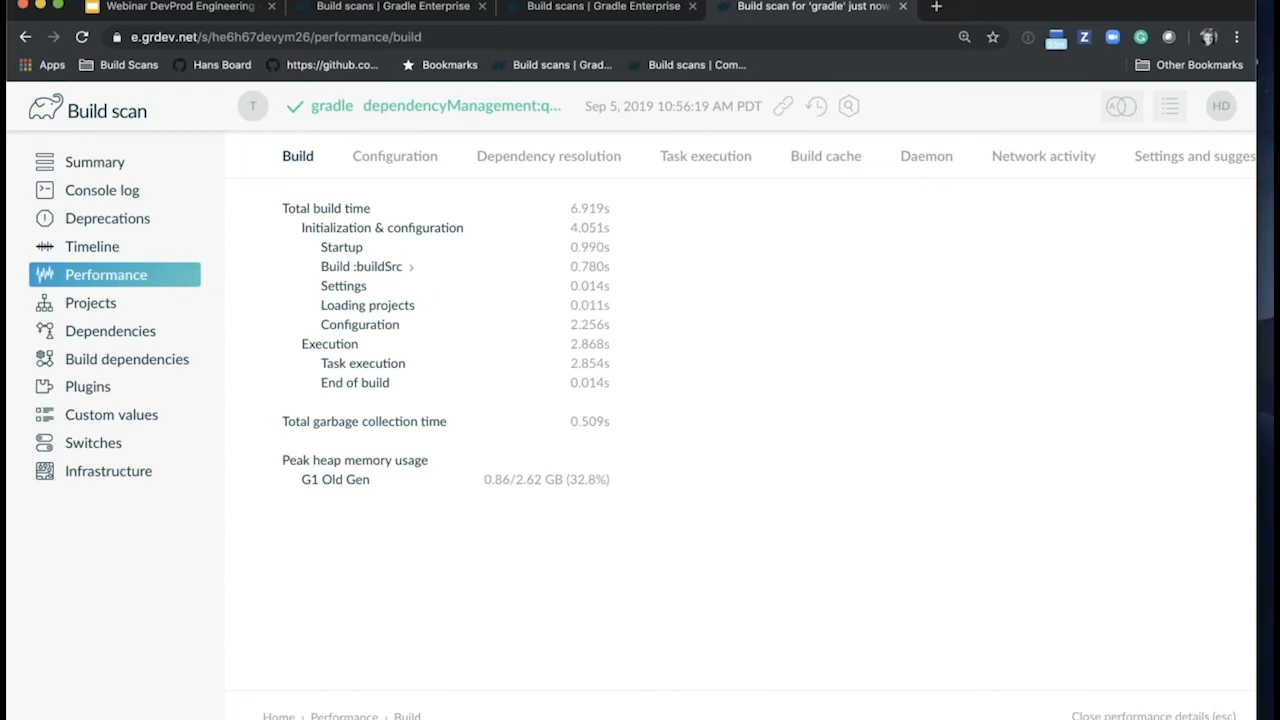 Webinar DevProd Engineering
Build scans | Gradle Enterprise
Build scans | Gradle Enterprise
Build scan for 'gradle' just now
e.grdev.net/s/he6h67devym26/performance/build
Apps
Build Scans
Hans Board
https://github.co...
Bookmarks
Build scans | Grad...
Build scans | Com...
Other Bookmarks
Build scan
T
gradle dependencyManagement:q...
Sep 5, 2019 10:56:19 AM PDT
HD
Summary
Console log
Deprecations
Timeline
Performance
Projects
Dependencies
Build dependencies
Plugins
Custom values
Switches
Infrastructure
Build Configuration Dependency resolution Task execution Build cache Daemon Network activity Settings and sugges
Total build time 6.919s
Initialization & configuration 4.051s
Startup 0.990s
Build :buildSrc › 0.780s
Settings 0.014s
Loading projects 0.011s
Configuration 2.256s
Execution 2.868s
Task execution 2.854s
End of build 0.014s
Total garbage collection time 0.509s
Peak heap memory usage
G1 Old Gen 0.86/2.62 GB (32.8%)
Home › Performance › Build
Close performance details (esc)